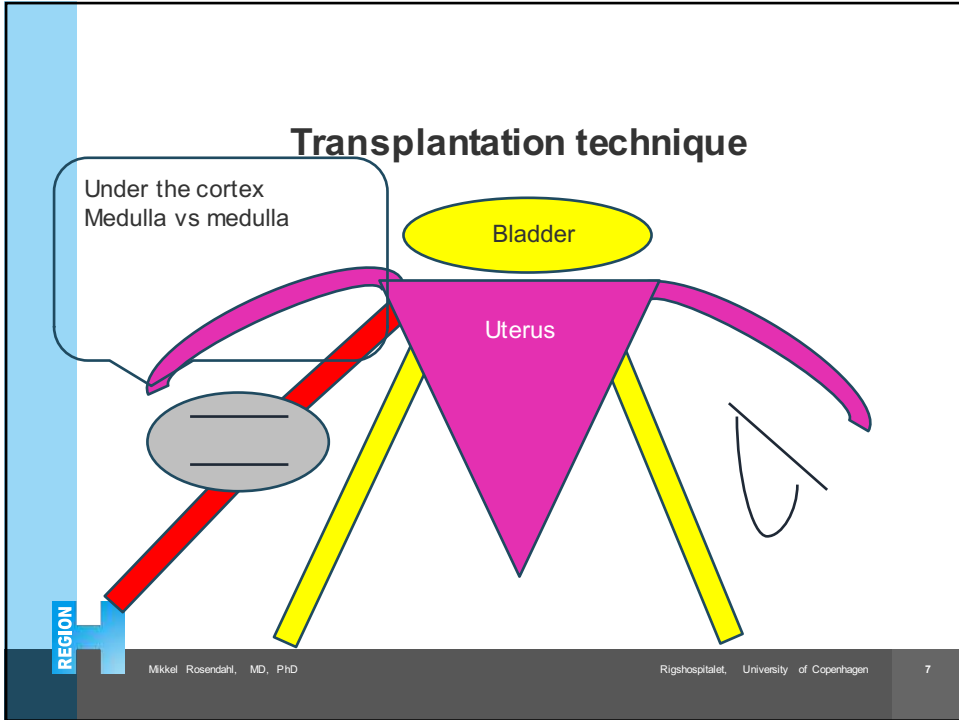 Transplantation technique
Under the cortex
Medulla vs medulla
Bladder
Uterus
REGION
Mikkel Rosendahl, MD, PhD
Rigshospitalet, University of Copenhagen
7